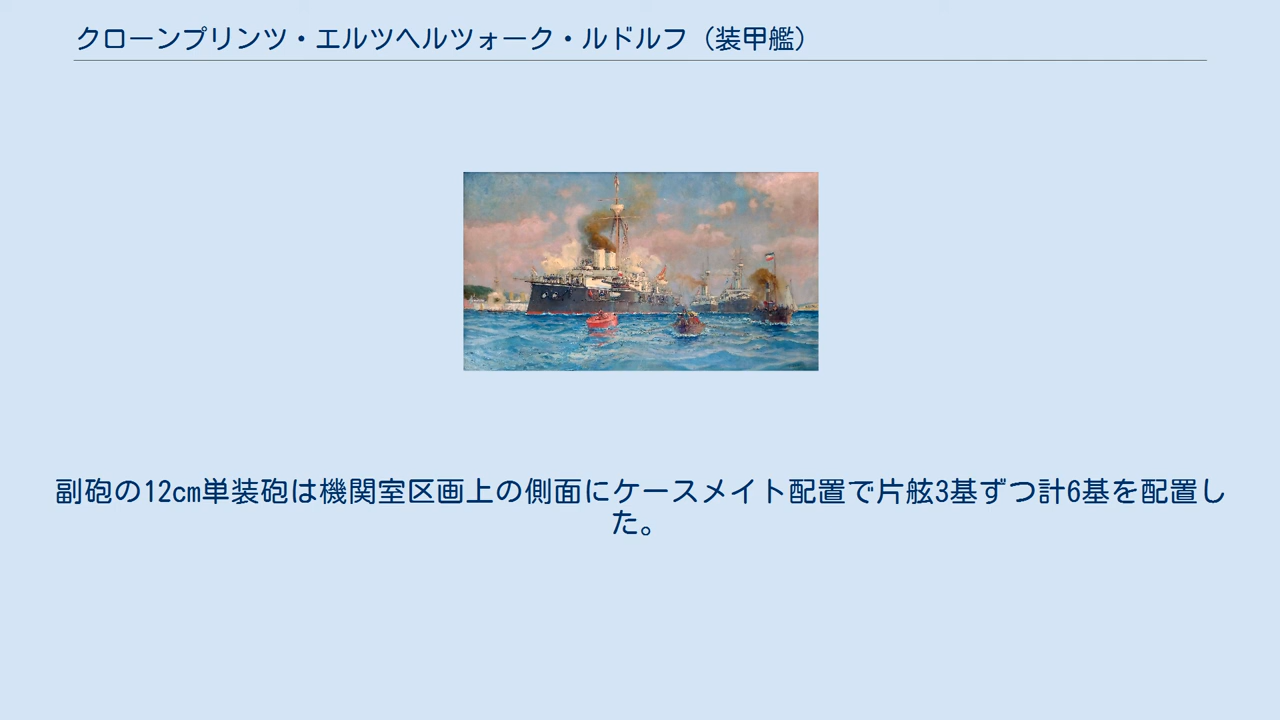 クローンプリンツ・エルツヘルツォーク・ルドルフ（装甲艦）
副砲の12cm単装砲は機関室区画上の側面にケースメイト配置で片舷3基ずつ計6基を配置し
た。